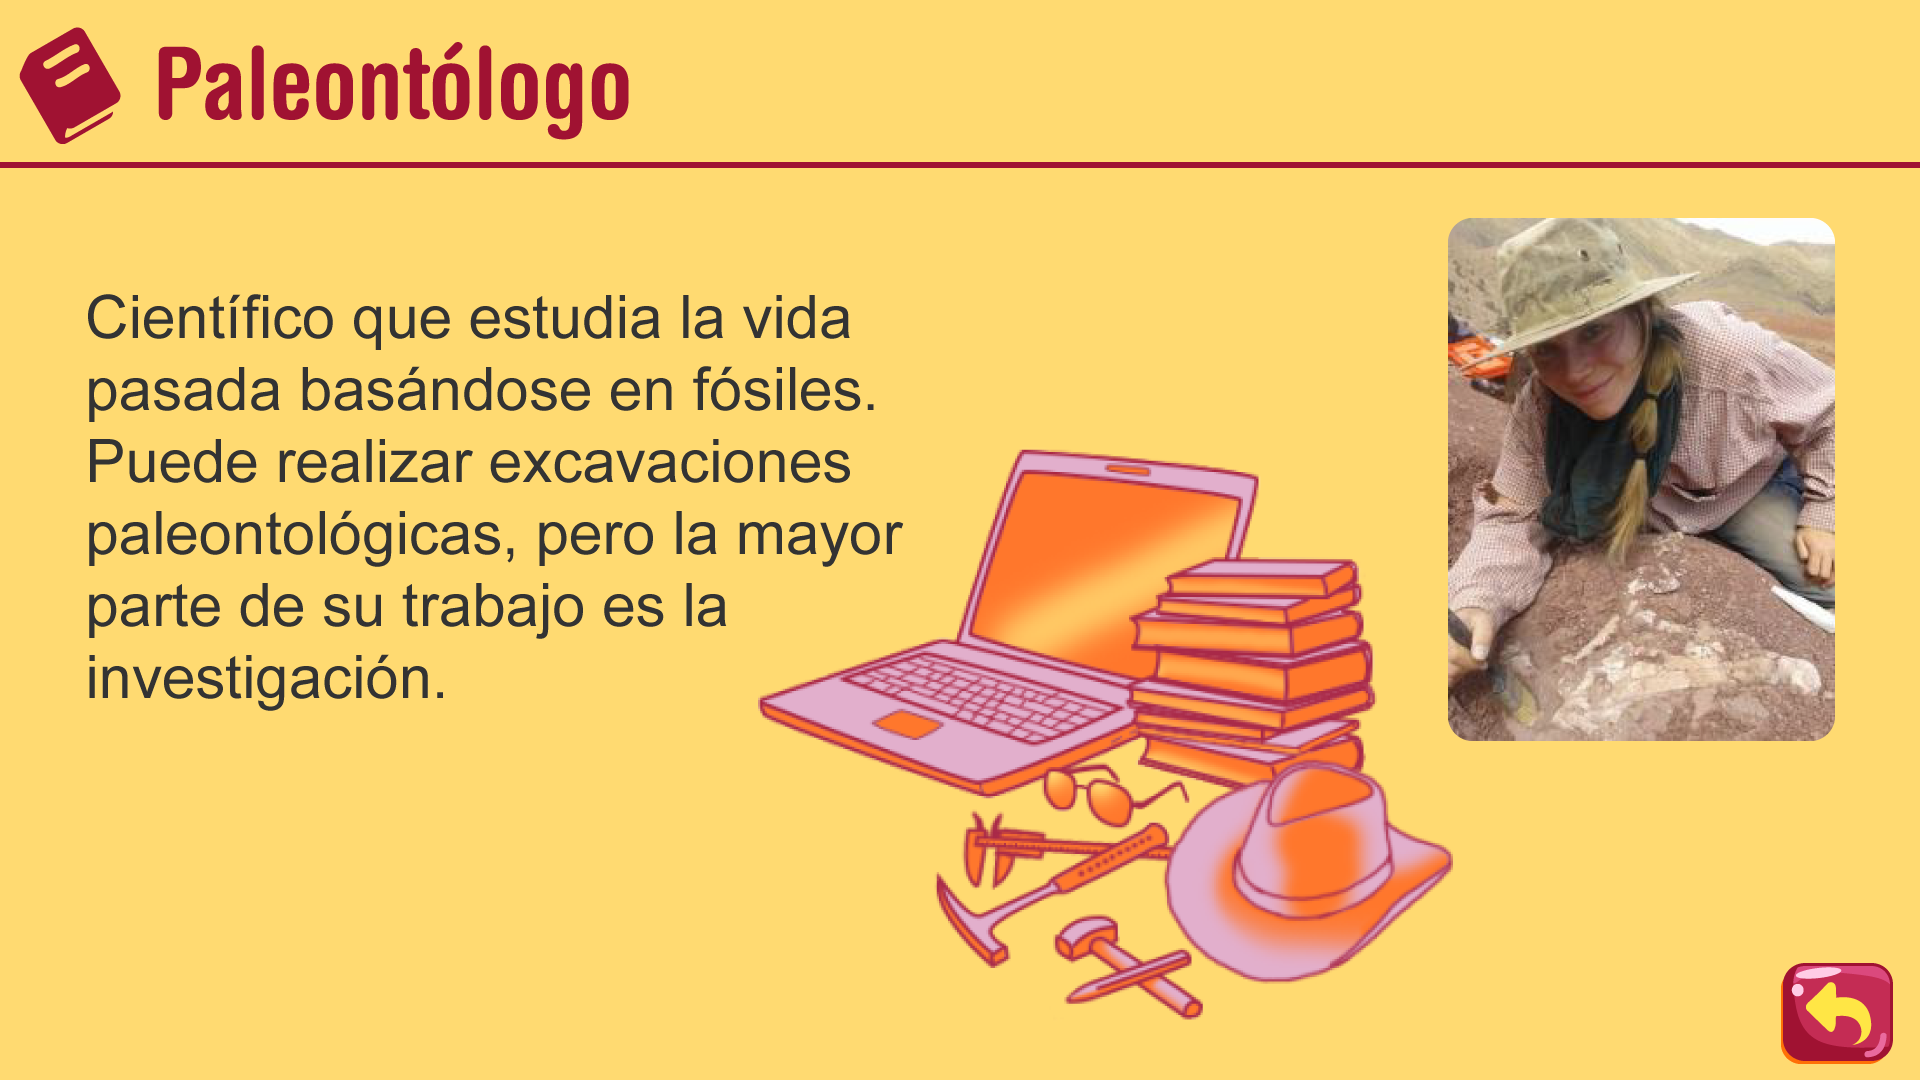 Paleontólogo
Científico que estudia la vida
pasada basándose en fósiles.
Puede realizar excavaciones
paleontológicas, pero la mayor
parte de su trabajo es la
investigación.